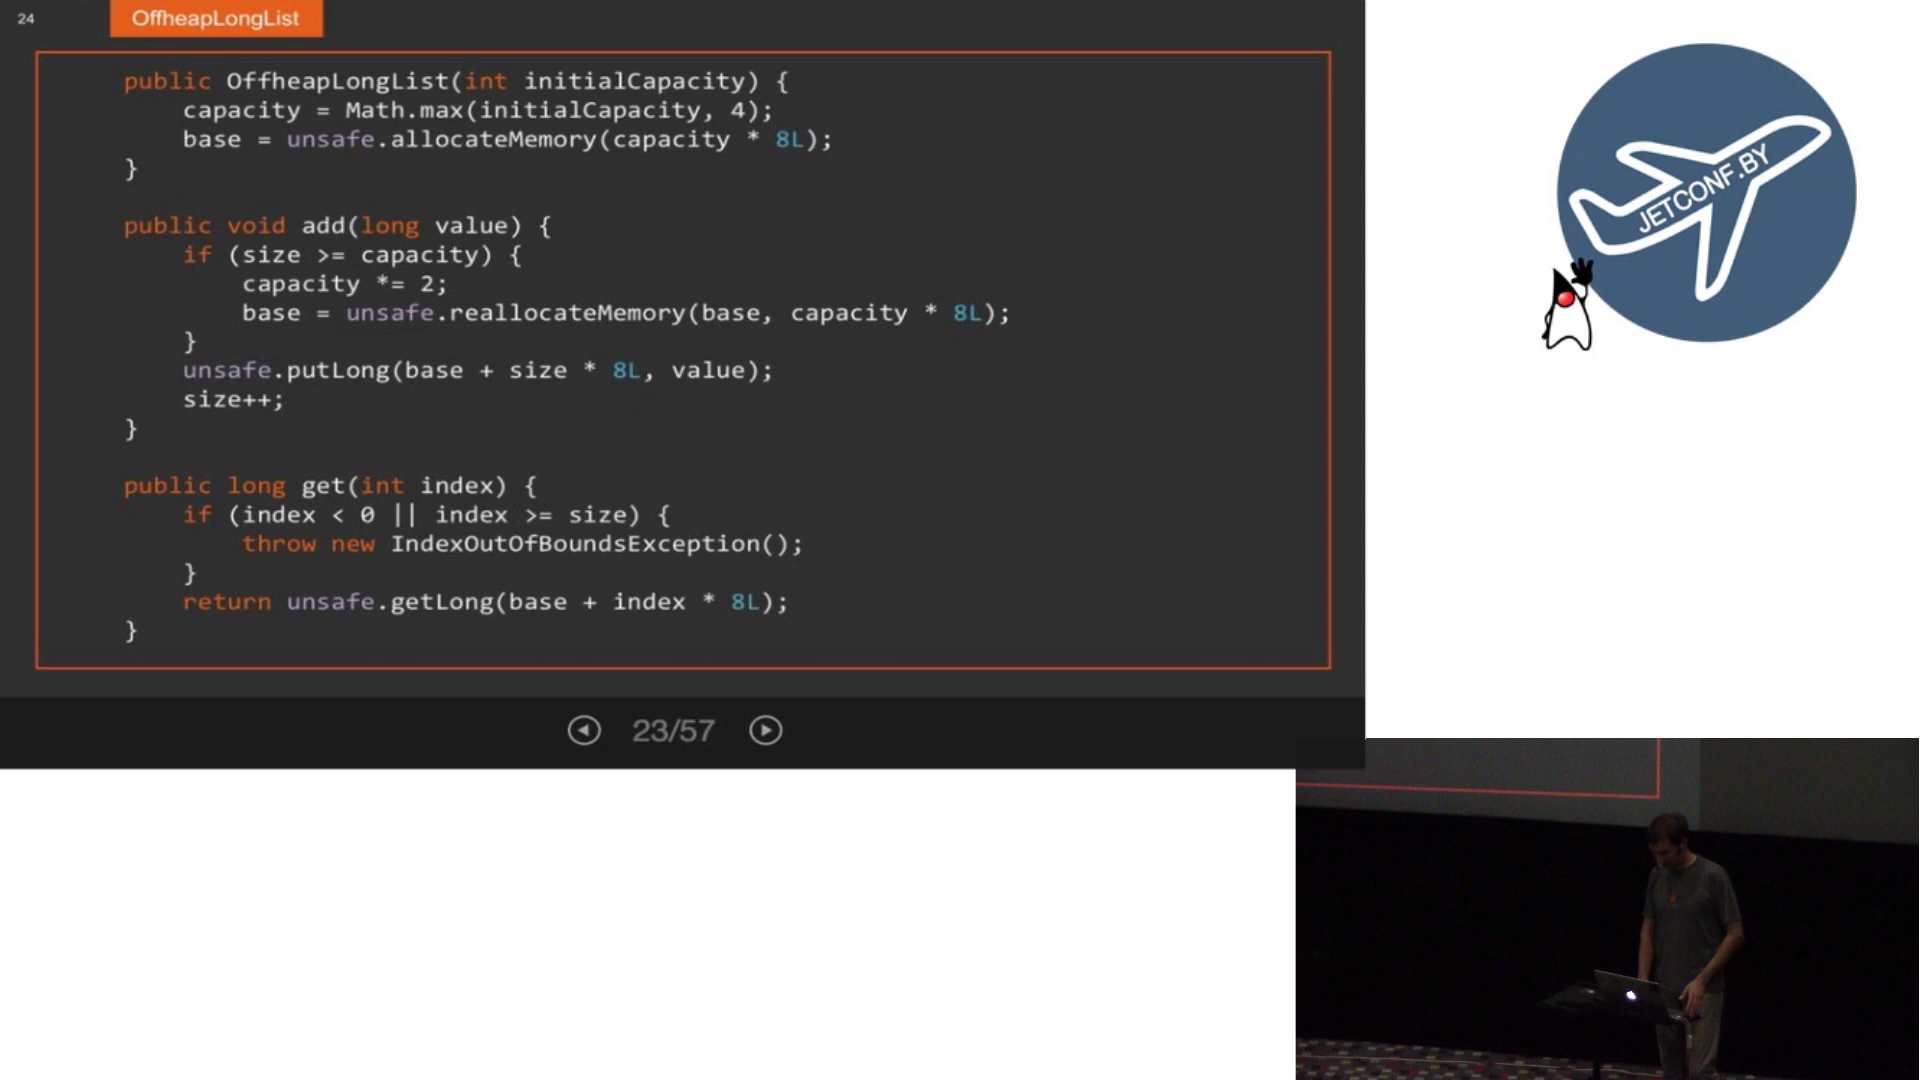 24
OffheapLongList
public OffheapLongList(int initialCapacity) {
capacity = Math.max(initialCapacity, 4);
base = unsafe.allocateMemory(capacity * 8L);
}
public void add(long value) {
if (size >= capacity) {
capacity *= 2;
base = unsafe.reallocateMemory(base, capacity * 8L);
}
unsafe.putLong(base + size * 8L, value);
size++;
}
public long get(int index) {
if (index < 0 || index >= size) {
throw new IndexOutOfBoundsException();
}
return unsafe.getLong(base + index * 8L);
}
23/57
JETCONF.BY